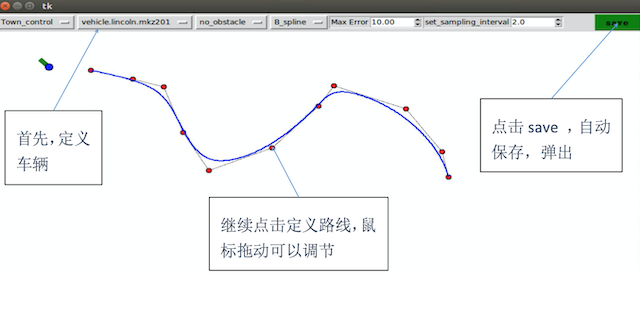 tk
Town_control vehicle.lincoln.mkz201 no_obstacle B_spline Max Error 10.00 set_sampling_interval 2.0 save
首先，定义
车辆
点击 save ，自动
保存，弹出
继续点击定义路线，鼠
标拖动可以调节